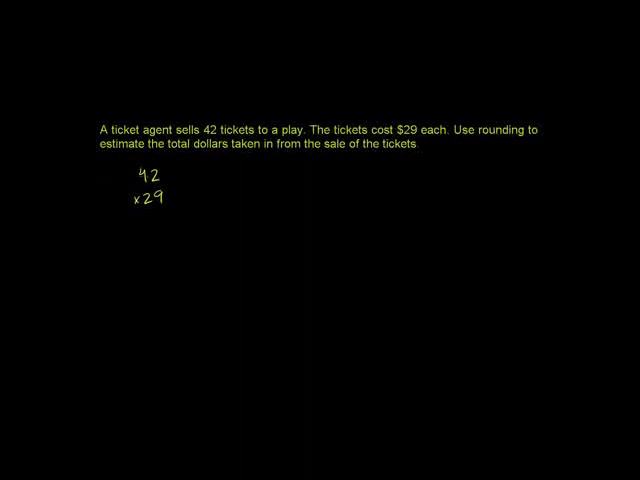 A ticket agent sells 42 tickets to a play. The tickets cost $29 each. Use rounding to
estimate the total dollars taken in from the sale of the tickets
42
x29